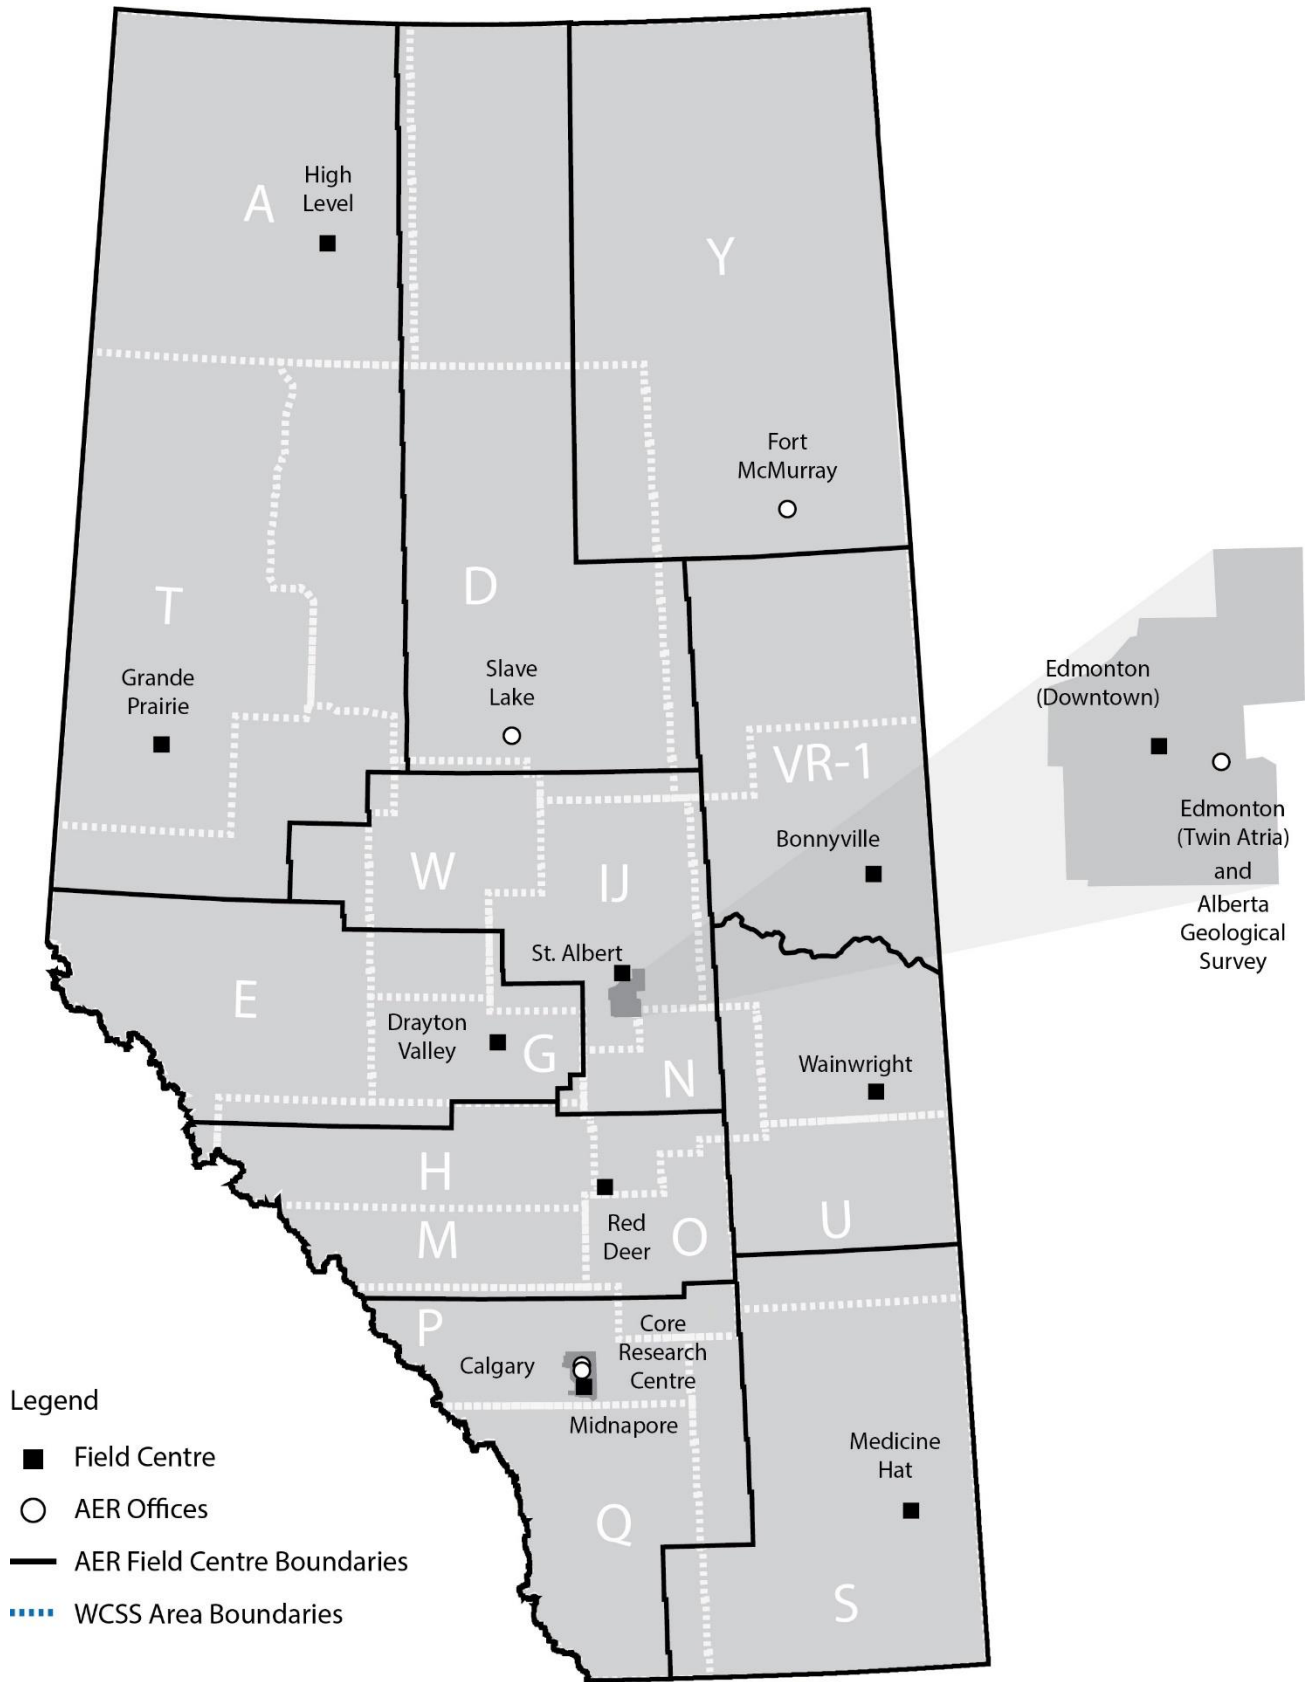 A
High
Level
Y
Fort
McMurray
T
D
Grande
Prairie
Slave
Lake
Edmonton
(Downtown)
VR-1
Edmonton
(Twin Atria)
and
Alberta
Geological
Survey
Bonnyville
W
IJ
St. Albert
E
Drayton
Valley
G
N
Wainwright
H
Red
Deer
M
O
U
P
Core
Research
Centre
Calgary
Midnapore
Medicine
Hat
Q
S
Legend
Field Centre
AER Offices
AER Field Centre Boundaries
WCSS Area Boundaries